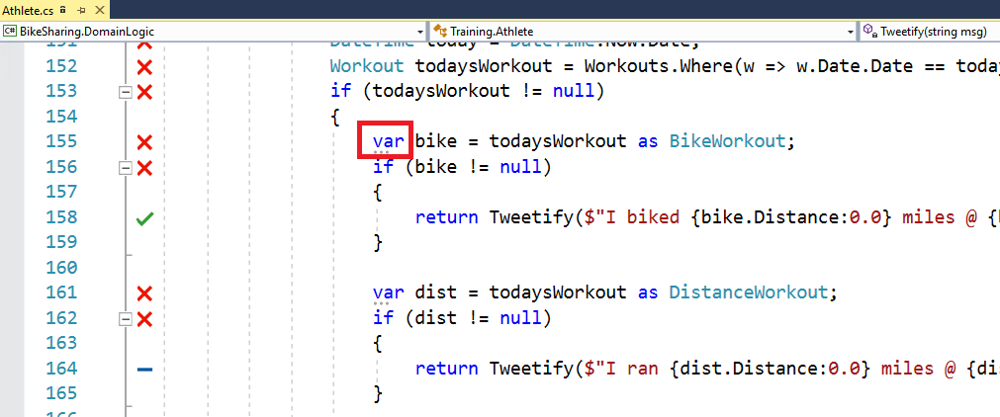 Athlete.cs
BikeSharing.DomainLogic Training.Athlete Tweetify(string msg)
151 DateTime today = DateTime.Now.Date;
152 Workout todaysWorkout = Workouts.Where(w => w.Date.Date == toda
153 if (todaysWorkout != null)
154 {
155 var bike = todaysWorkout as BikeWorkout;
156 if (bike != null)
157 {
158 return Tweetify($"I biked {bike.Distance:0.0} miles @ {
159 }
160
161 var dist = todaysWorkout as DistanceWorkout;
162 if (dist != null)
163 {
164 return Tweetify($"I ran {dist.Distance:0.0} miles @ {dis
165 }